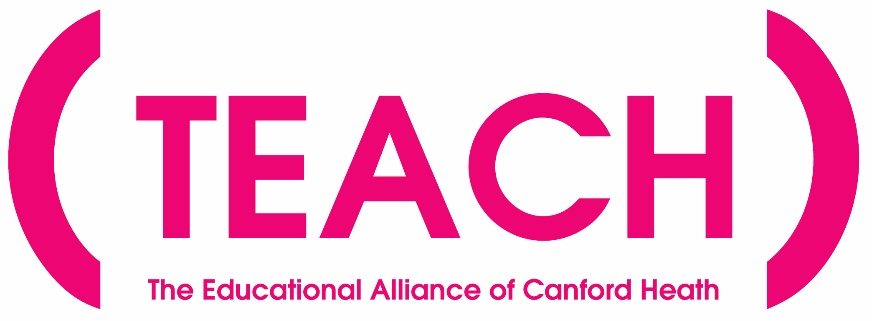 (TEACH)
The Educational Alliance of Canford Heath